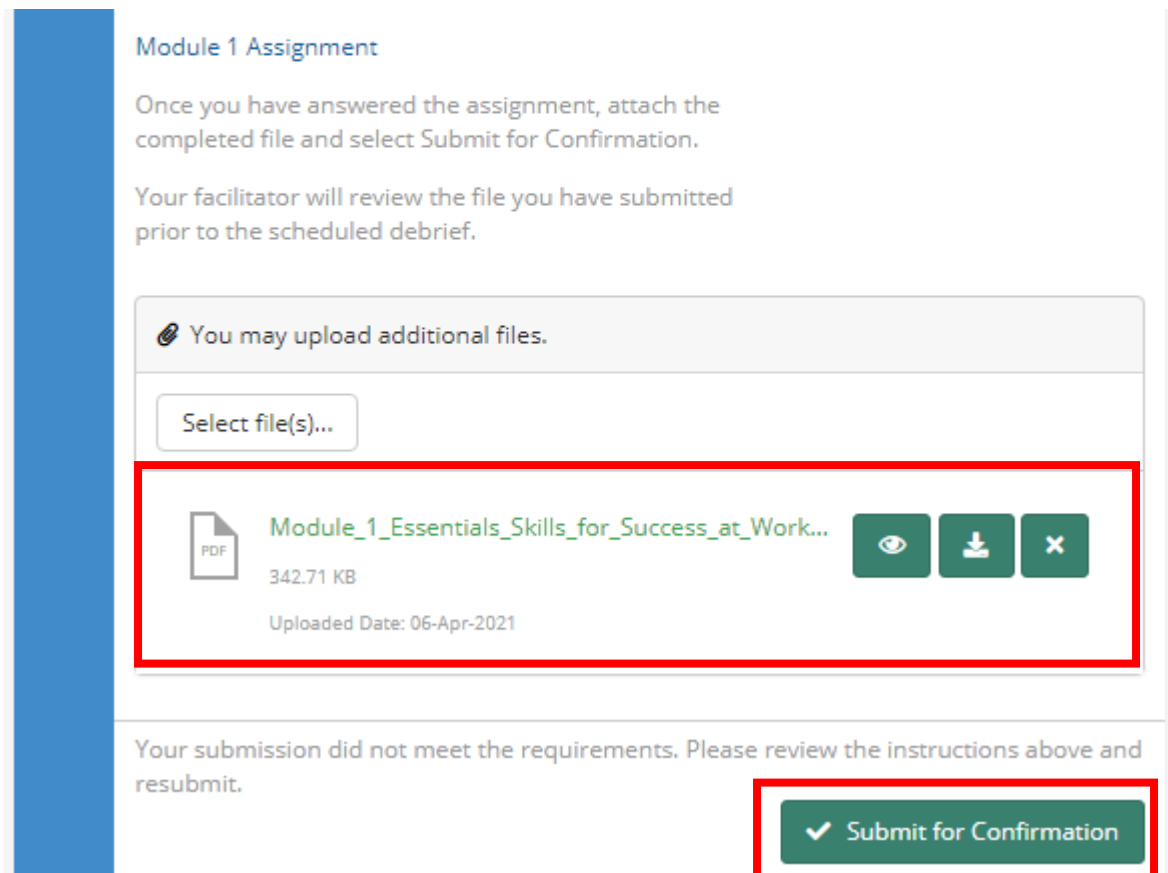 Module 1 Assignment
Once you have answered the assignment, attach the
completed file and select Submit for Confirmation.
Your facilitator will review the file you have submitted
prior to the scheduled debrief.
You may upload additional files.
Select file(s)...
PDF
Module_1_Essentials_Skills_for_Success_at_Work...
342.71 KB
Uploaded Date: 06-Apr-2021
Your submission did not meet the requirements. Please review the instructions above and
resubmit.
Submit for Confirmation